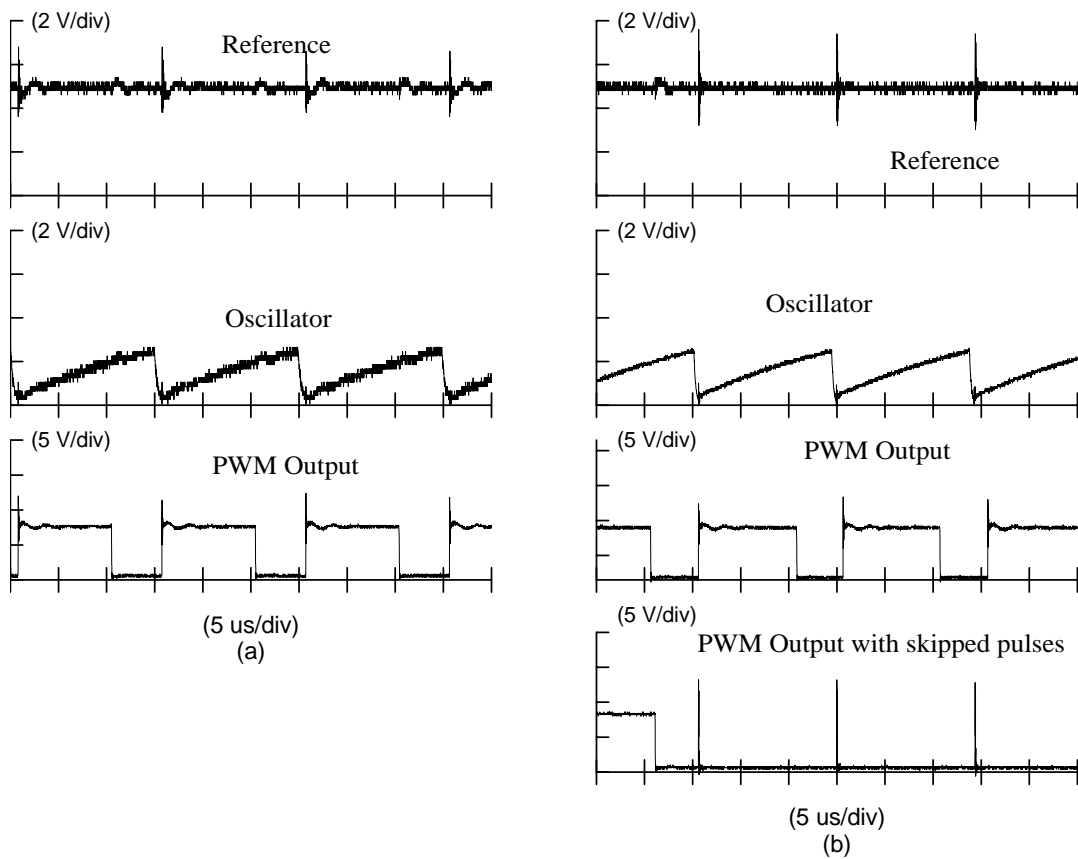 (2 V/div)
Reference
(2 V/div)
Oscillator
(5 V/div)
PWM Output
(5 us/div)
(a)
(2 V/div)
Reference
(2 V/div)
Oscillator
(5 V/div)
PWM Output
(5 V/div)
PWM Output with skipped pulses
(5 us/div)
(b)